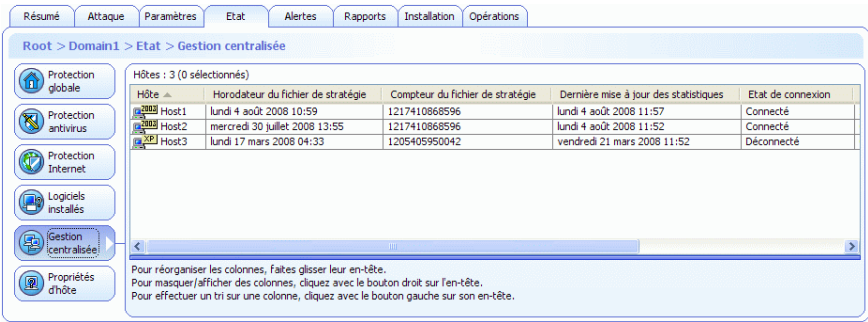 Résumé Attaque Paramètres Etat Alertes Rapports Installation Opérations
Root > Domain1 > Etat > Gestion centralisée
Protection globale
Protection antivirus
Protection Internet
Logiciels installés
Gestion centralisée
Propriétés d'hôte
Hôtes : 3 (0 sélectionnés)
Hôte Horodateur du fichier de stratégie Compteur du fichier de stratégie Dernière mise à jour des statistiques Etat de connexion
2003 Host1 lundi 4 août 2008 10:59 1217410868596 lundi 4 août 2008 11:57 Connecté
2003 Host2 mercredi 30 juillet 2008 13:55 1217410868596 lundi 4 août 2008 11:52 Connecté
XP Host3 lundi 17 mars 2008 04:33 1205405950042 vendredi 21 mars 2008 11:52 Déconnecté
Pour réorganiser les colonnes, faites glisser leur en-tête.
Pour masquer/afficher des colonnes, cliquez avec le bouton droit sur l'en-tête.
Pour effectuer un tri sur une colonne, cliquez avec le bouton gauche sur son en-tête.